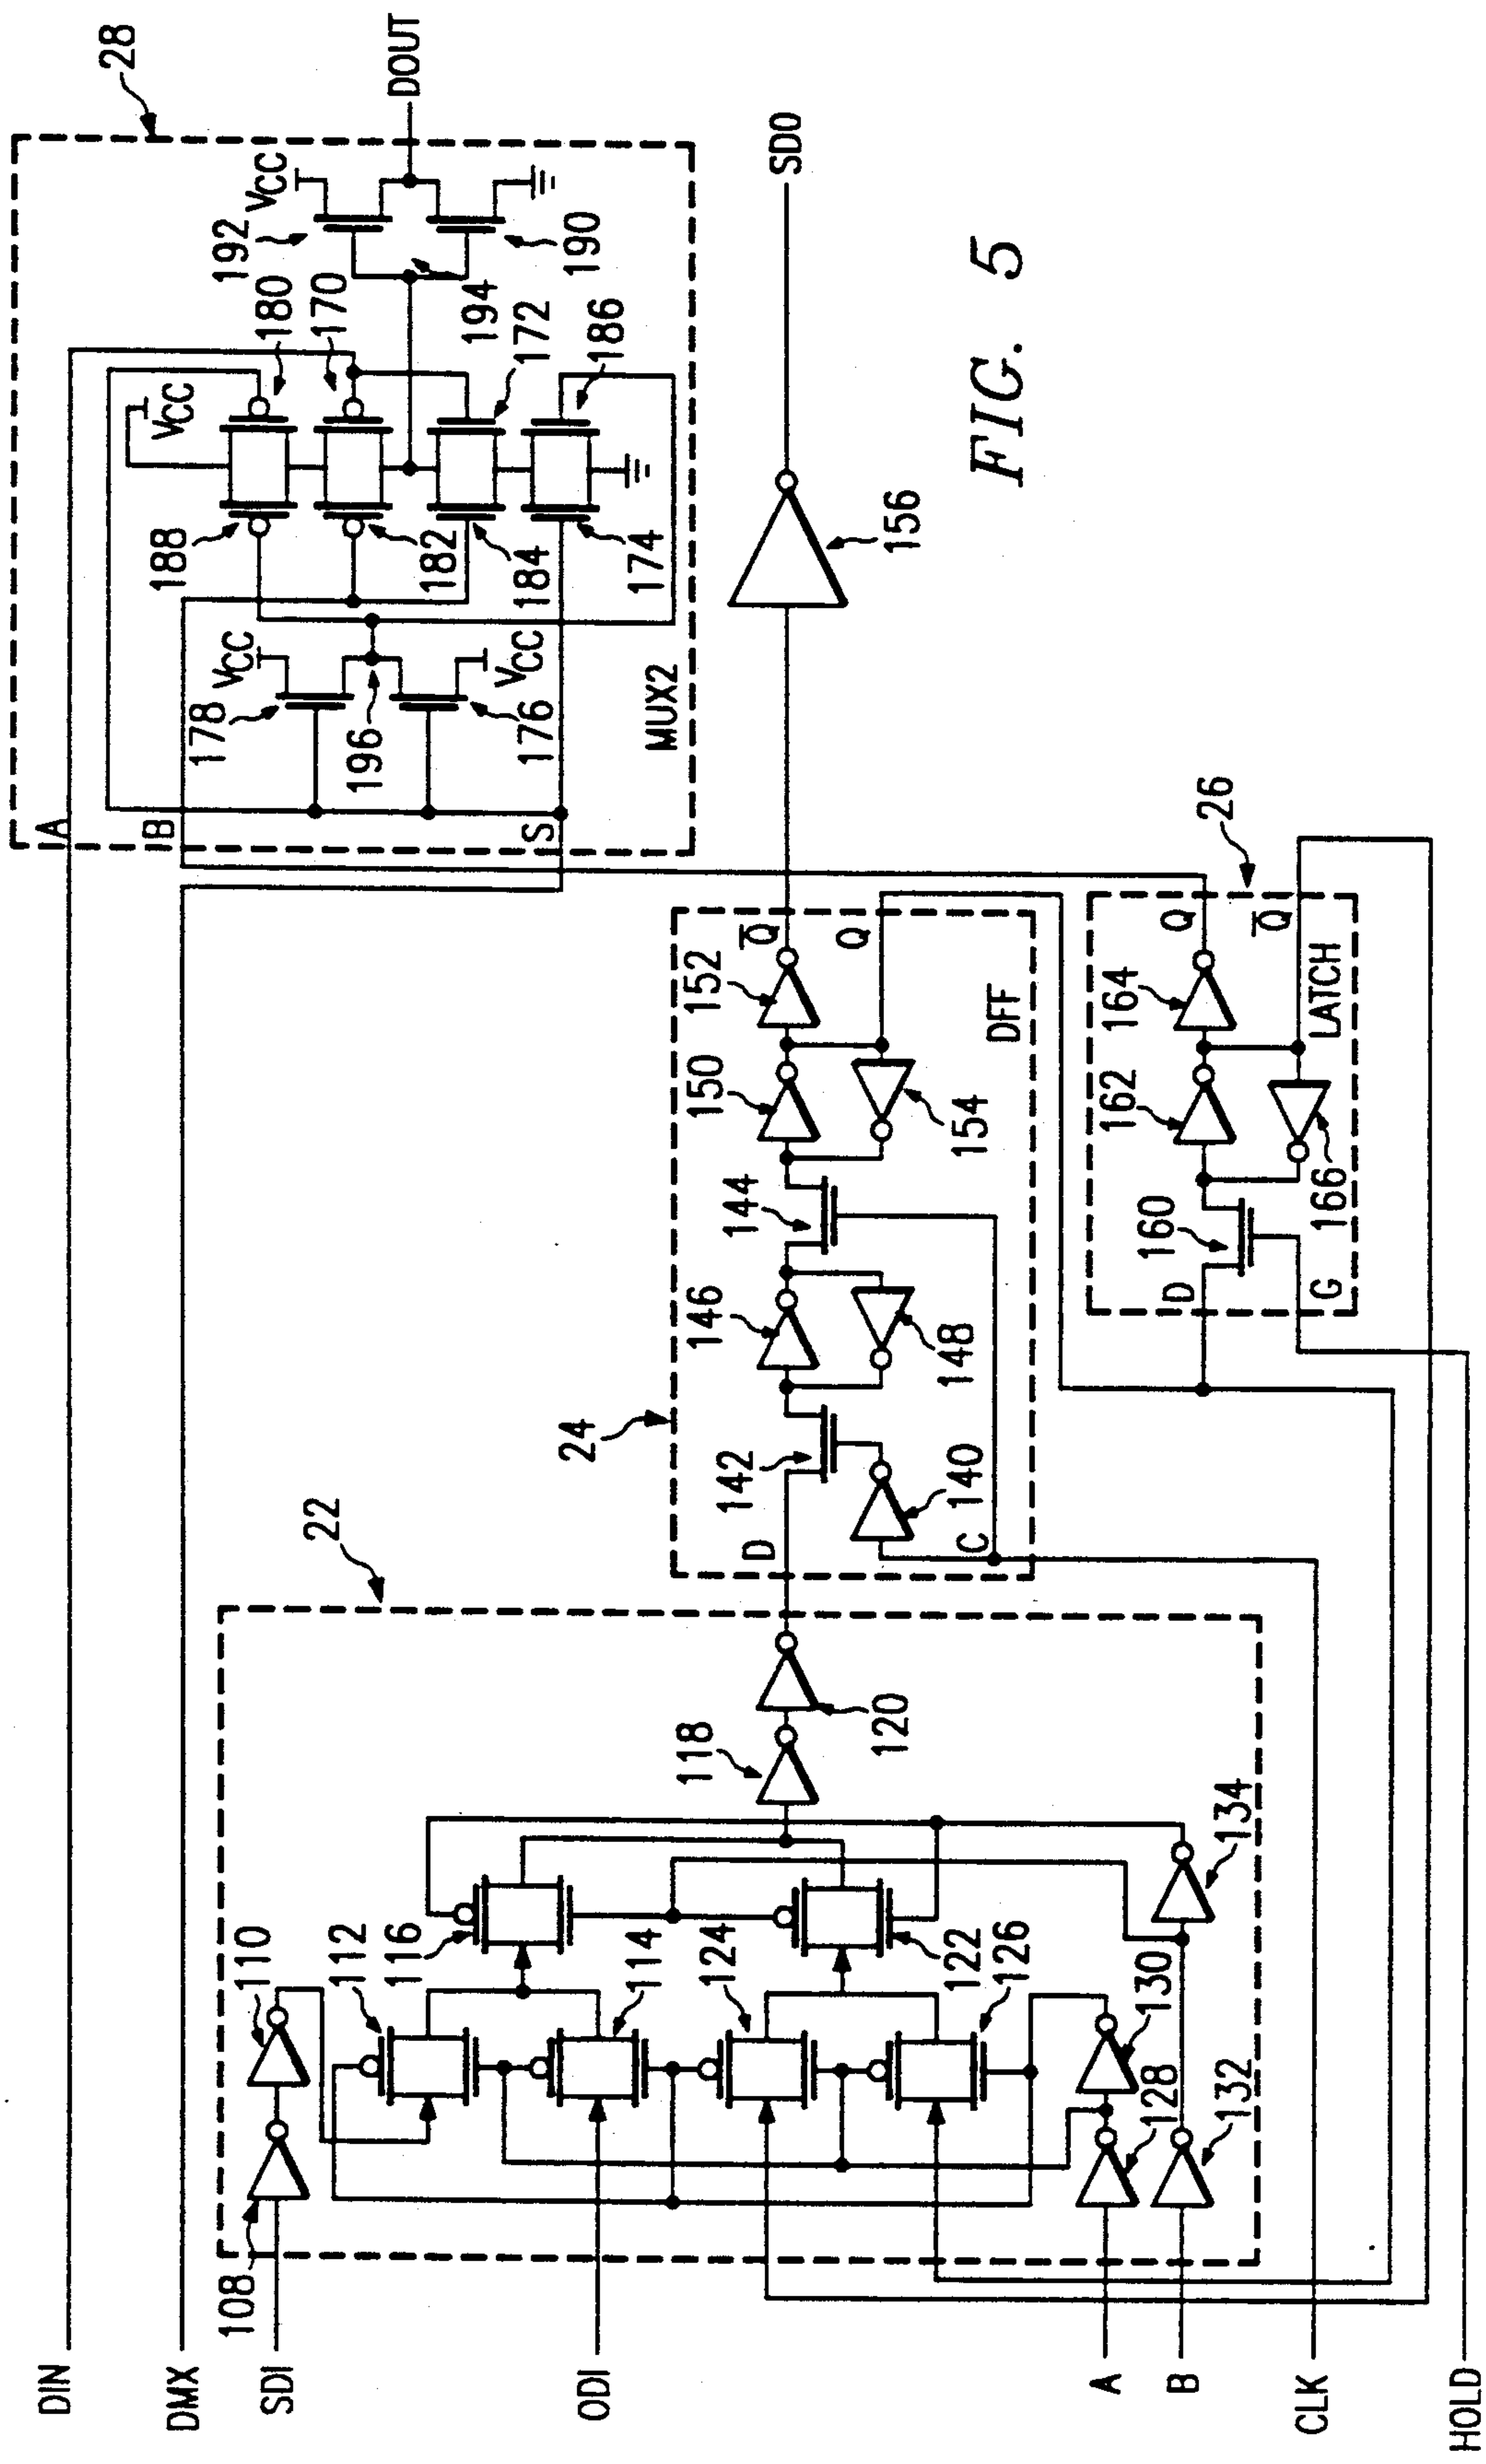 28
DOUT
VCC
192
190
194
180
170
172
186
VCC
188
182
184
174
VCC
178
196
176
VCC
MUX2
A
B
S
SDO
156
FIG. 5
26
Q
Q̅
LATCH
164
162
166
160
D
G
24
Q̅
Q
DFF
152
150
154
144
146
148
142
140
D
C
22
120
118
134
110
112
116
114
124
122
126
130
128
132
108
DIN
DMX
SDI
ODI
A
B
CLK
HOLD